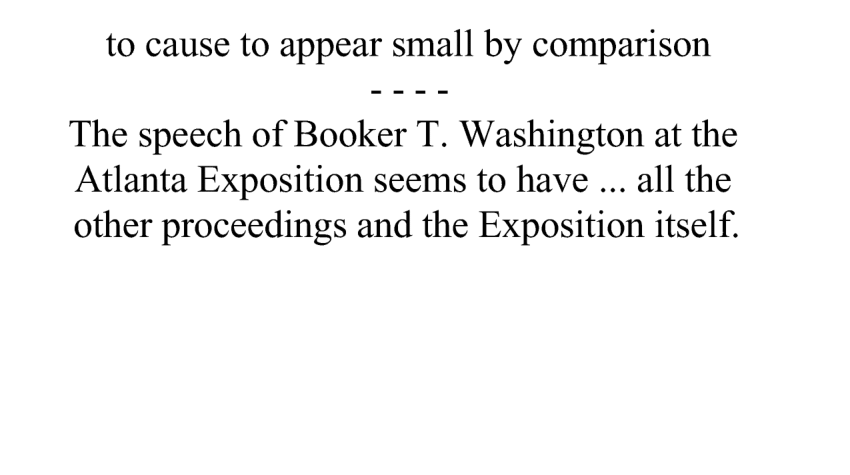 to cause to appear small by comparison
- - - -
The speech of Booker T. Washington at the
Atlanta Exposition seems to have ... all the
other proceedings and the Exposition itself.